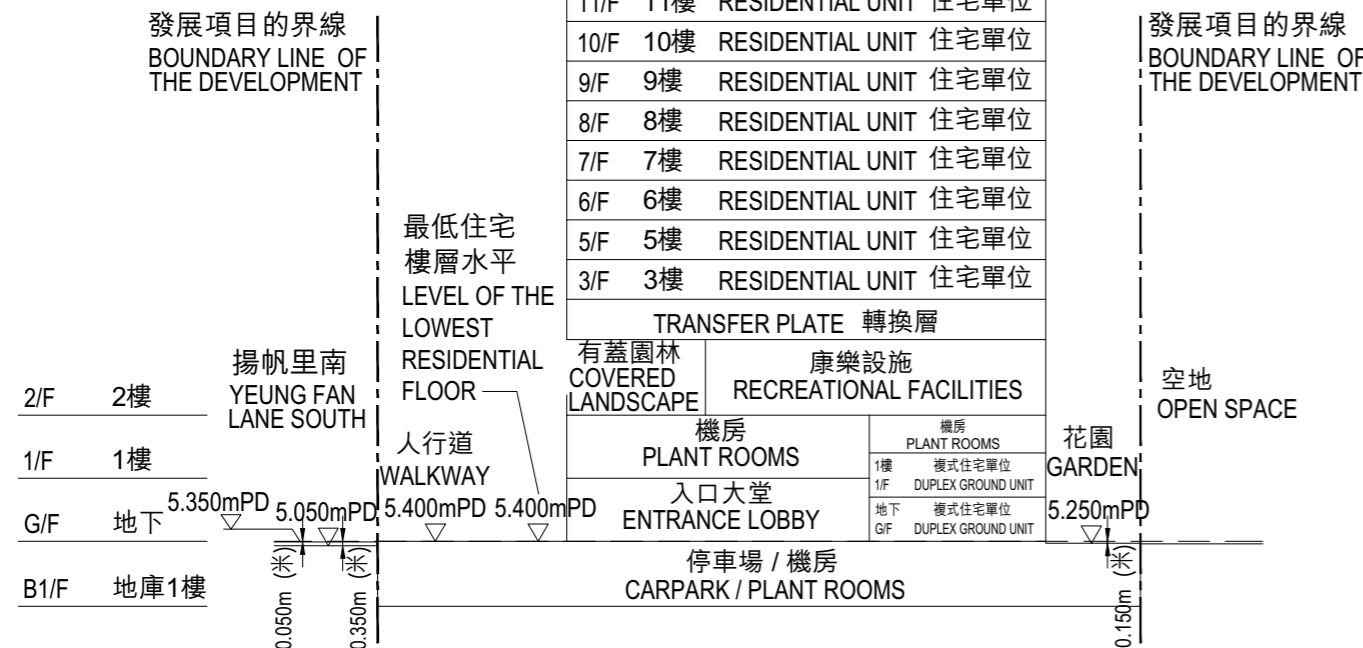 發展項目的界線
BOUNDARY LINE OF
THE DEVELOPMENT
11/F 11樓 RESIDENTIAL UNIT 住宅單位
10/F 10樓 RESIDENTIAL UNIT 住宅單位
9/F 9樓 RESIDENTIAL UNIT 住宅單位
8/F 8樓 RESIDENTIAL UNIT 住宅單位
7/F 7樓 RESIDENTIAL UNIT 住宅單位
6/F 6樓 RESIDENTIAL UNIT 住宅單位
5/F 5樓 RESIDENTIAL UNIT 住宅單位
3/F 3樓 RESIDENTIAL UNIT 住宅單位
TRANSFER PLATE 轉換層
發展項目的界線
BOUNDARY LINE OF
THE DEVELOPMENT
最低住宅
樓層水平
LEVEL OF THE
LOWEST
RESIDENTIAL
FLOOR
揚帆里南
YEUNG FAN
LANE SOUTH
有蓋園林
COVERED
LANDSCAPE
康樂設施
RECREATIONAL FACILITIES
空地
OPEN SPACE
2/F 2樓
1/F 1樓
G/F 地下
B1/F 地庫1樓
人行道
WALKWAY
機房
PLANT ROOMS
機房
PLANT ROOMS
1樓 複式住宅單位
1/F DUPLEX GROUND UNIT
地下 複式住宅單位
G/F DUPLEX GROUND UNIT
入口大堂
ENTRANCE LOBBY
花園
GARDEN
5.350mPD
5.050mPD
5.400mPD
5.400mPD
5.250mPD
停車場 / 機房
CARPARK / PLANT ROOMS
0.050m (米)
0.350m (米)
0.150m (米)